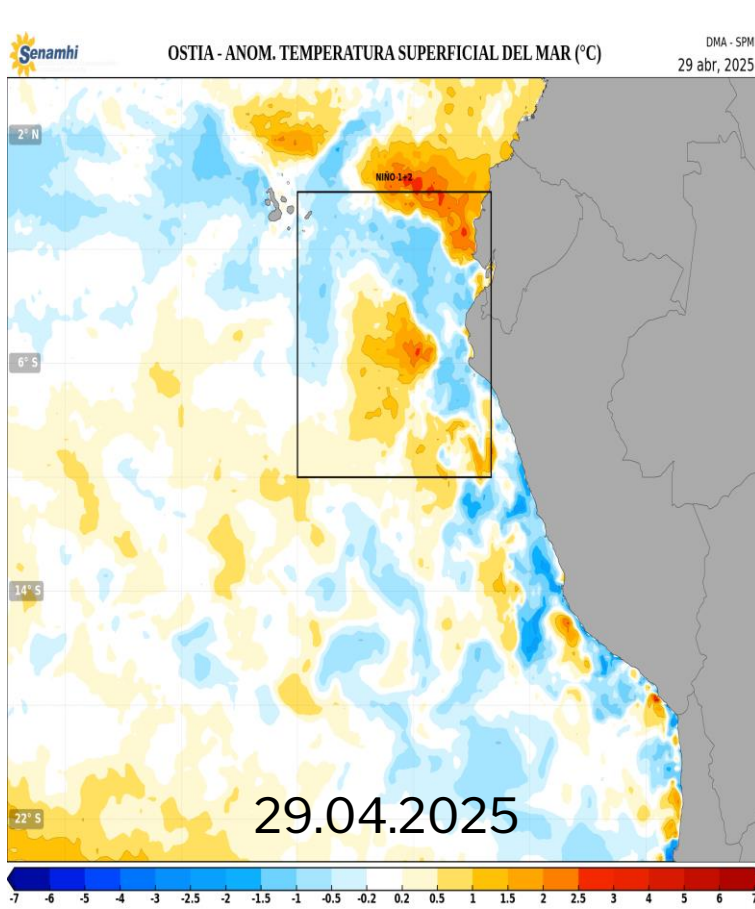 Senamhi
OSTIA - ANOM. TEMPERATURA SUPERFICIAL DEL MAR (°C)
DMA - SPM
29 abr, 2025
2° N
NIÑO 1+2
6° S
14° S
22° S
29.04.2025
-7 -6 -5 -4 -3 -2.5 -2 -1.5 -1 -0.5 -0.2 0.2 0.5 1 1.5 2 2.5 3 4 5 6 7